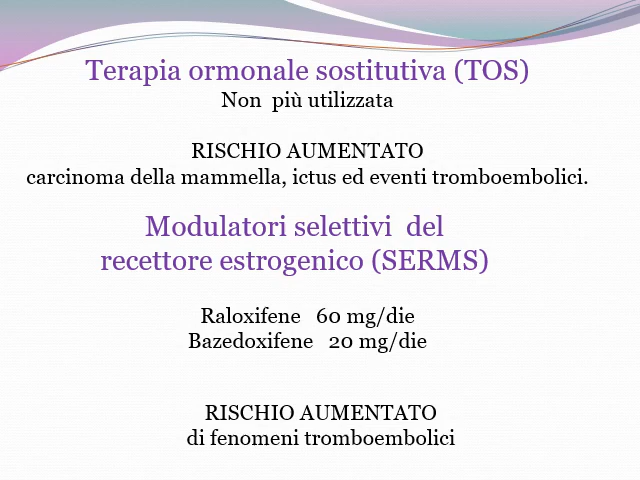 Terapia ormonale sostitutiva (TOS)
Non più utilizzata
RISCHIO AUMENTATO
carcinoma della mammella, ictus ed eventi tromboembolici.
Modulatori selettivi del
recettore estrogenico (SERMS)
Raloxifene 60 mg/die
Bazedoxifene 20 mg/die
RISCHIO AUMENTATO
di fenomeni tromboembolici